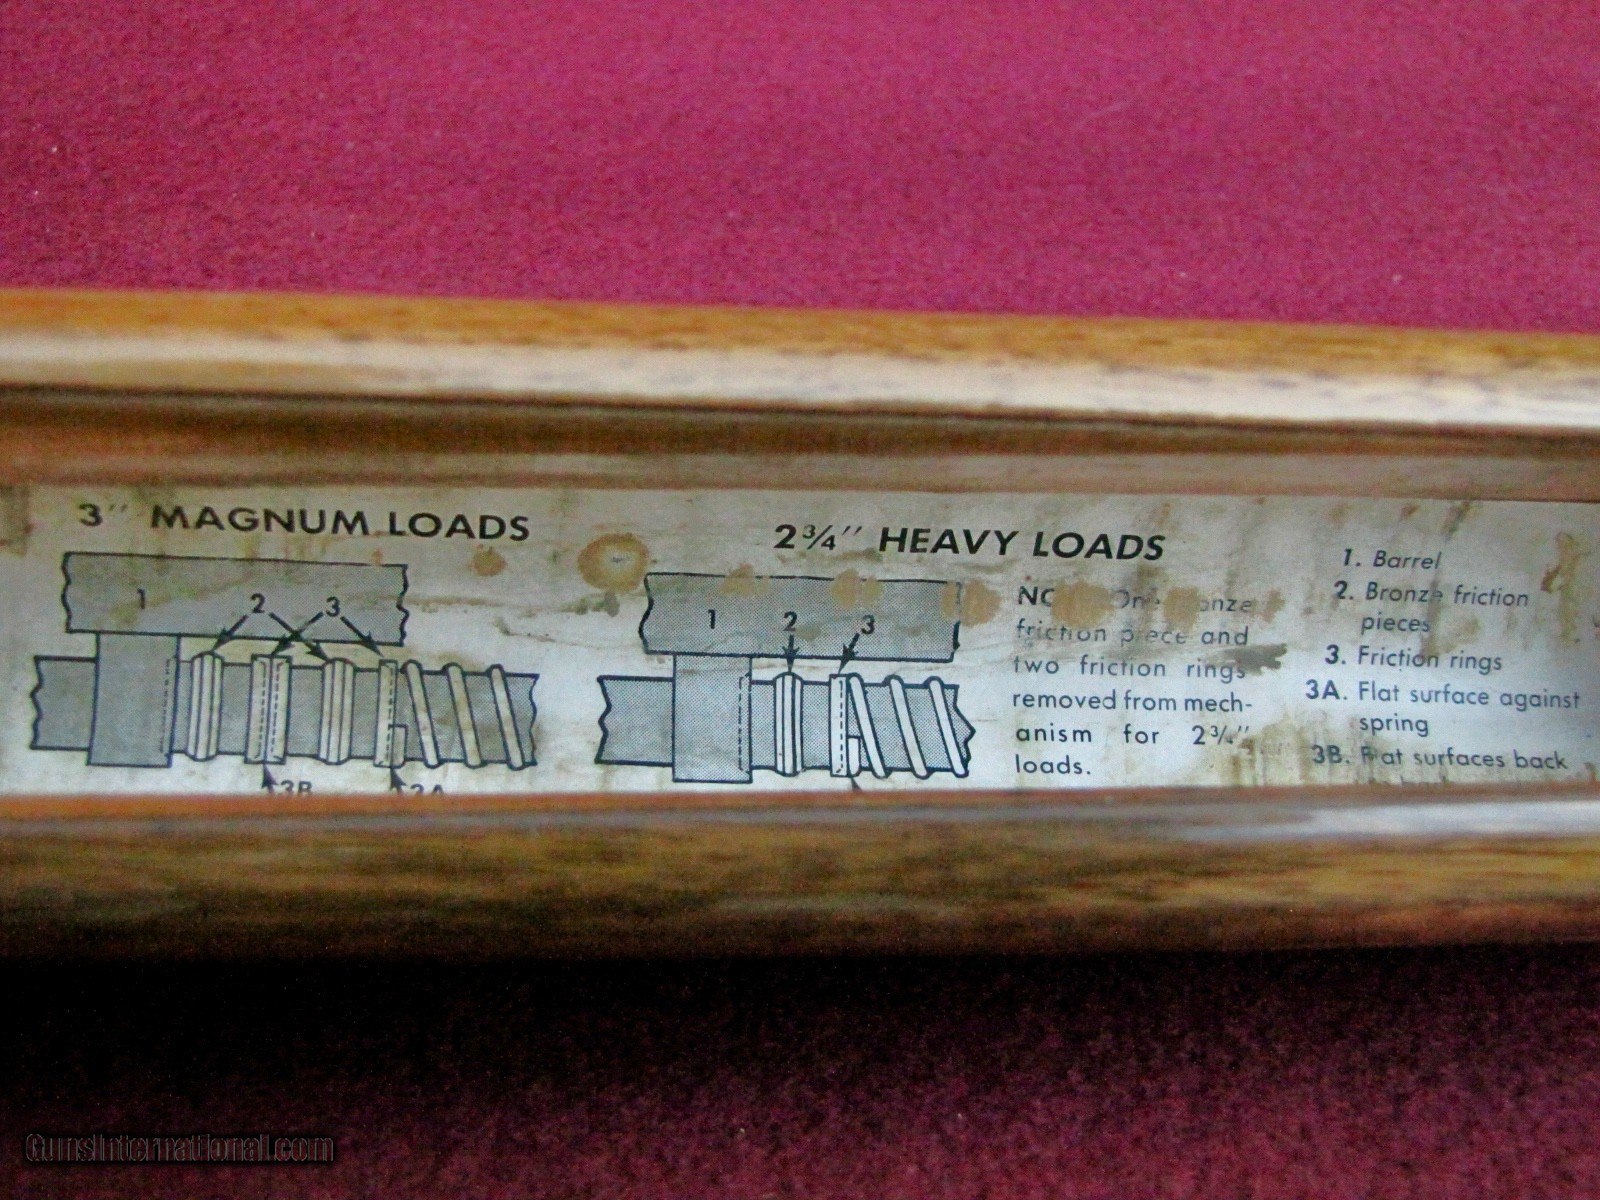 3" MAGNUM LOADS
1 2 3
3B
2¾" HEAVY LOADS
1 2 3
One
friction piece and
two friction rings
removed from mech-
anism for 2¾"
loads.
1. Barrel
2. Bronze friction
pieces
3. Friction rings
3A. Flat surface against
spring
3B. Flat surfaces back
GunsInternational.com